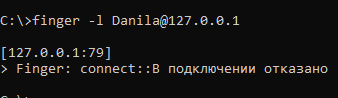 C:\>finger -l Danila@127.0.0.1
[127.0.0.1:79]
> Finger: connect::В подключении отказано